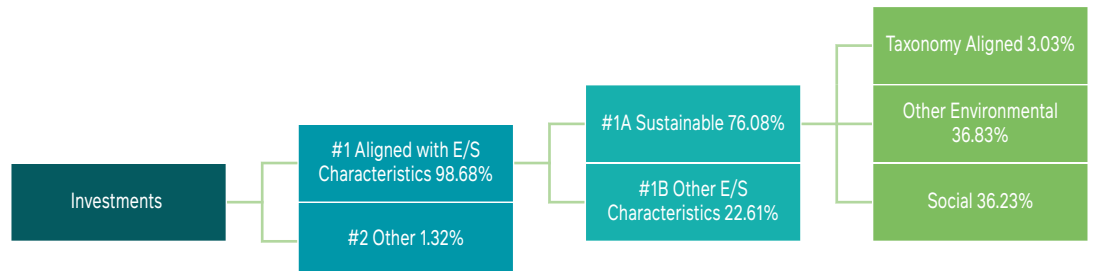 Investments
#1 Aligned with E/S
Characteristics 98.68%
#2 Other 1.32%
#1A Sustainable 76.08%
#1B Other E/S
Characteristics 22.61%
Taxonomy Aligned 3.03%
Other Environmental
36.83%
Social 36.23%